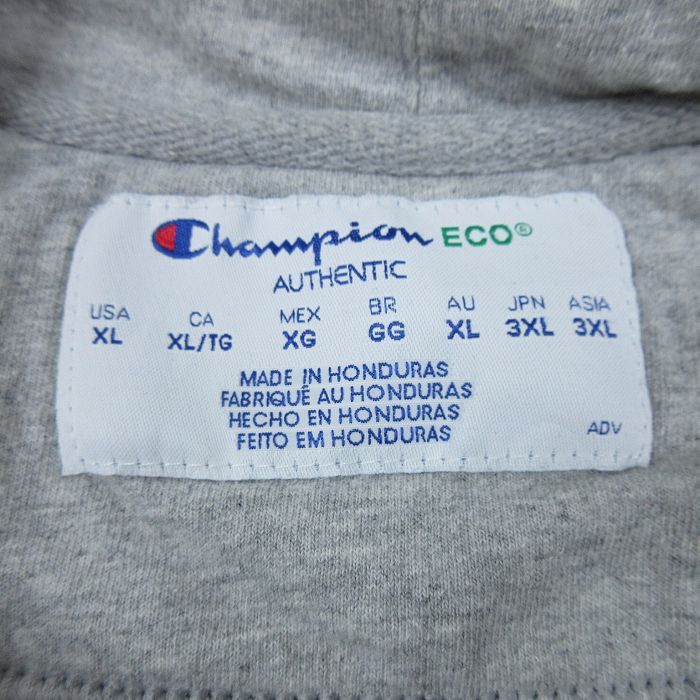 Champion ECO
AUTHENTIC
USA CA MEX BR AU JPN ASIA
XL XL/TG XG GG XL 3XL 3XL
MADE IN HONDURAS
FABRIQUÉ AU HONDURAS
HECHO EN HONDURAS
FEITO EM HONDURAS
ADV